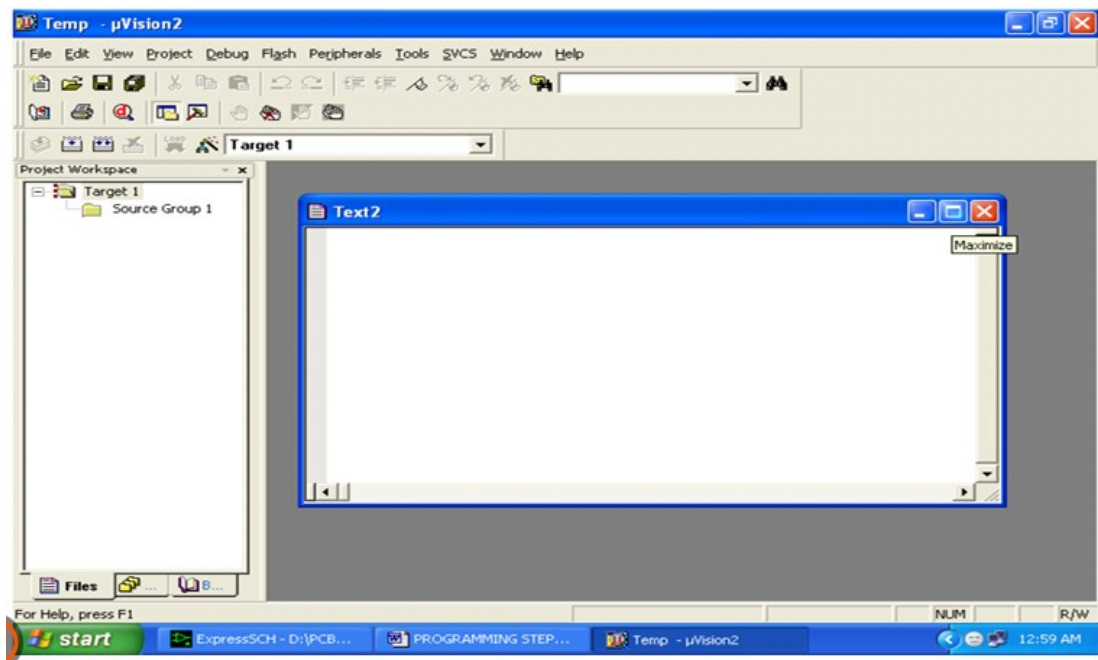 Temp - µVision2
File Edit View Project Debug Flash Peripherals Tools SVCS Window Help
Target 1
Project Workspace
Target 1
Source Group 1
Text2
Maximize
Files ... B...
For Help, press F1
NUM R/W
start ExpressSCH - D:\PCB... PROGRAMMING STEP... Temp - µVision2 12:59 AM